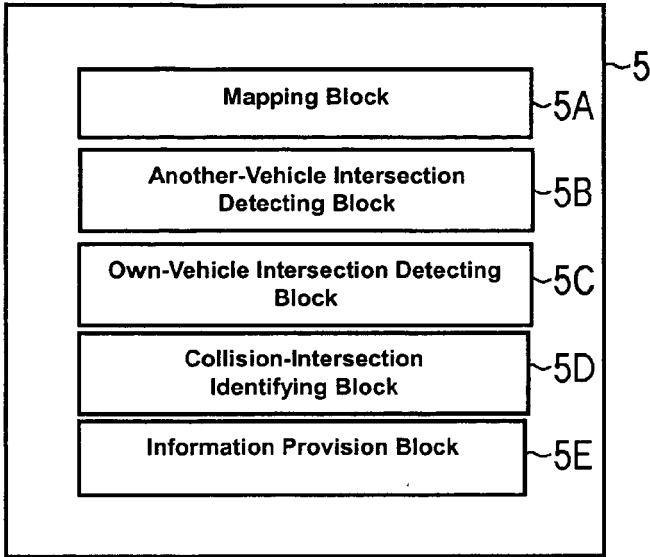 5
Mapping Block
5A
Another-Vehicle Intersection
Detecting Block
5B
Own-Vehicle Intersection Detecting
Block
5C
Collision-Intersection
Identifying Block
5D
Information Provision Block
5E